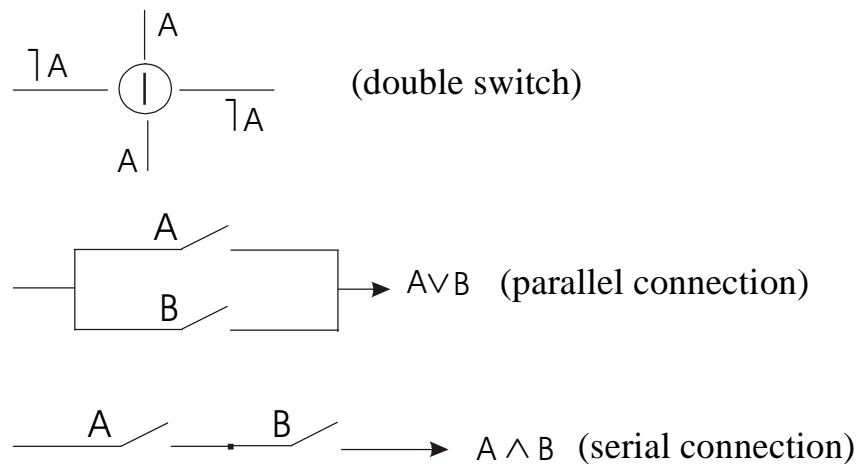 A
⌉A
(double switch)
⌉A
A
A
A∨B (parallel connection)
B
A B
A ∧ B (serial connection)